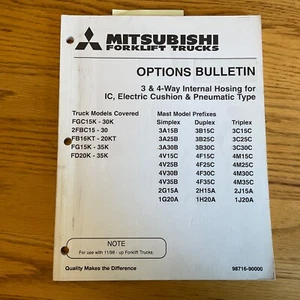 MITSUBISHI
FORKLIFT TRUCKS
OPTIONS BULLETIN
3 & 4-Way Internal Hosing for
IC, Electric Cushion & Pneumatic Type
Truck Models Covered
FGC15K - 30K
2FBC15 - 30
FB16KT - 20KT
FG15K - 35K
FD20K - 35K
Mast Model Prefixes
Simplex Duplex Triplex
3A15B 3B15C 3C15C
3A25B 3B25C 3C25C
3A30B 3B30C 3C30C
4V15C 4F15C 4M15C
4V25B 4F25C 4M25C
4V30B 4F30C 4M30C
4V35B 4F35C 4M35C
2G15A 2H15A 2J15A
1G20A 1H20A 1J20A
NOTE
For use with 11/98 - up Forklift Trucks.
Quality Makes the Difference
98716-90000